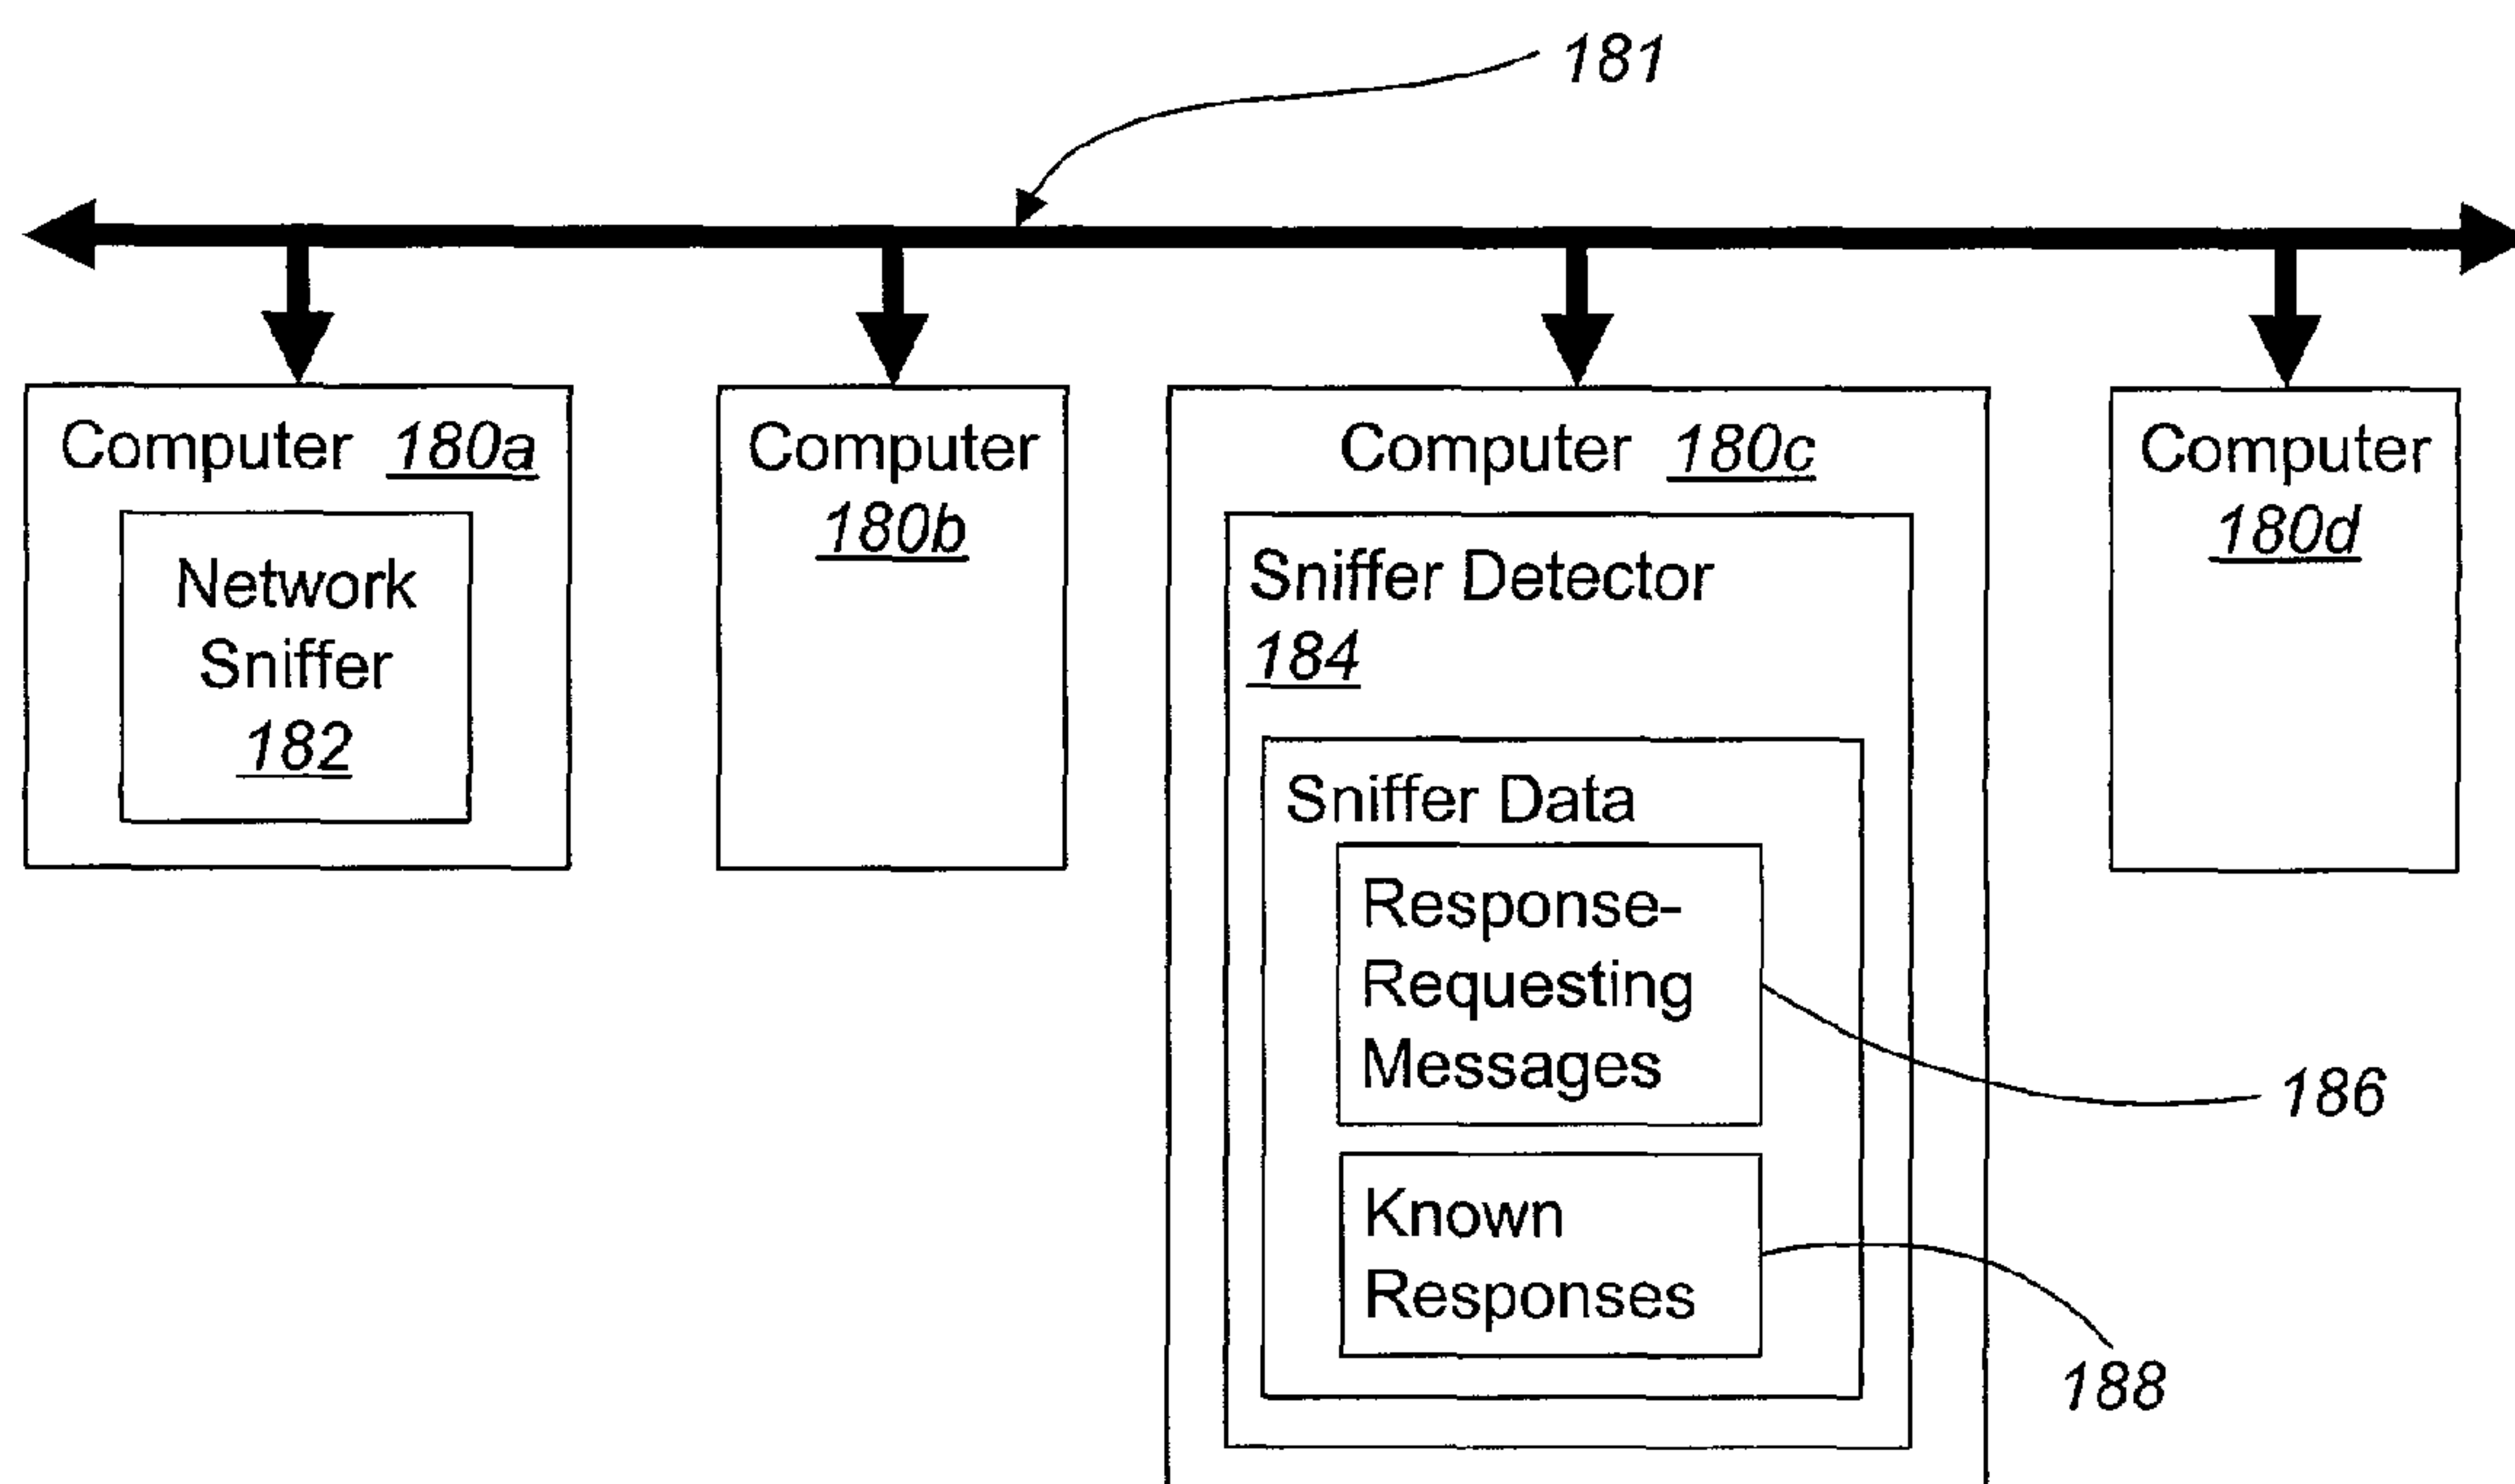 181
Computer 180a
Network
Sniffer
182
Computer
180b
Computer 180c
Sniffer Detector
184
Sniffer Data
Response-
Requesting
Messages
186
Known
Responses
188
Computer
180d